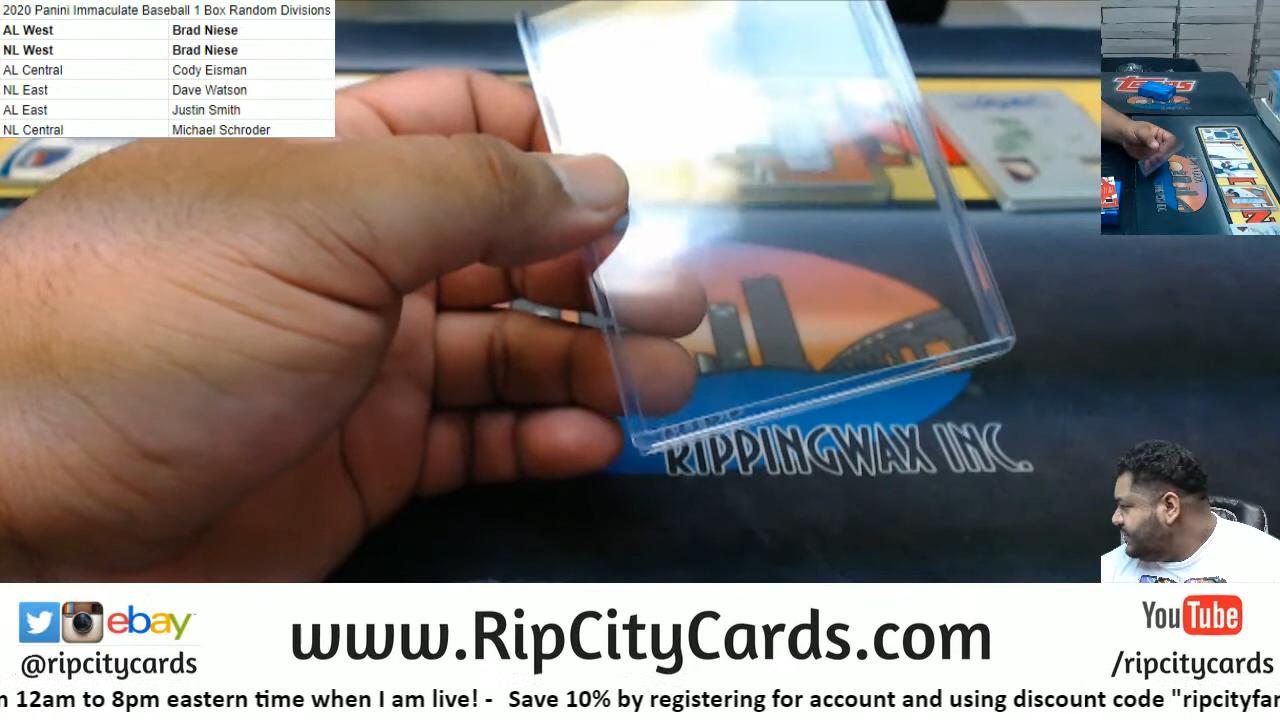 2020 Panini Immaculate Baseball 1 Box Random Divisions
AL West Brad Niese
NL West Brad Niese
AL Central Cody Eisman
NL East Dave Watson
AL East Justin Smith
NL Central Michael Schroder
Topps
RIPPINGWAX INC.
ebay
@ripcitycards
www.RipCityCards.com
YouTube
/ripcitycards
12am to 8pm eastern time when I am live! - Save 10% by registering for account and using discount code "ripcityfan